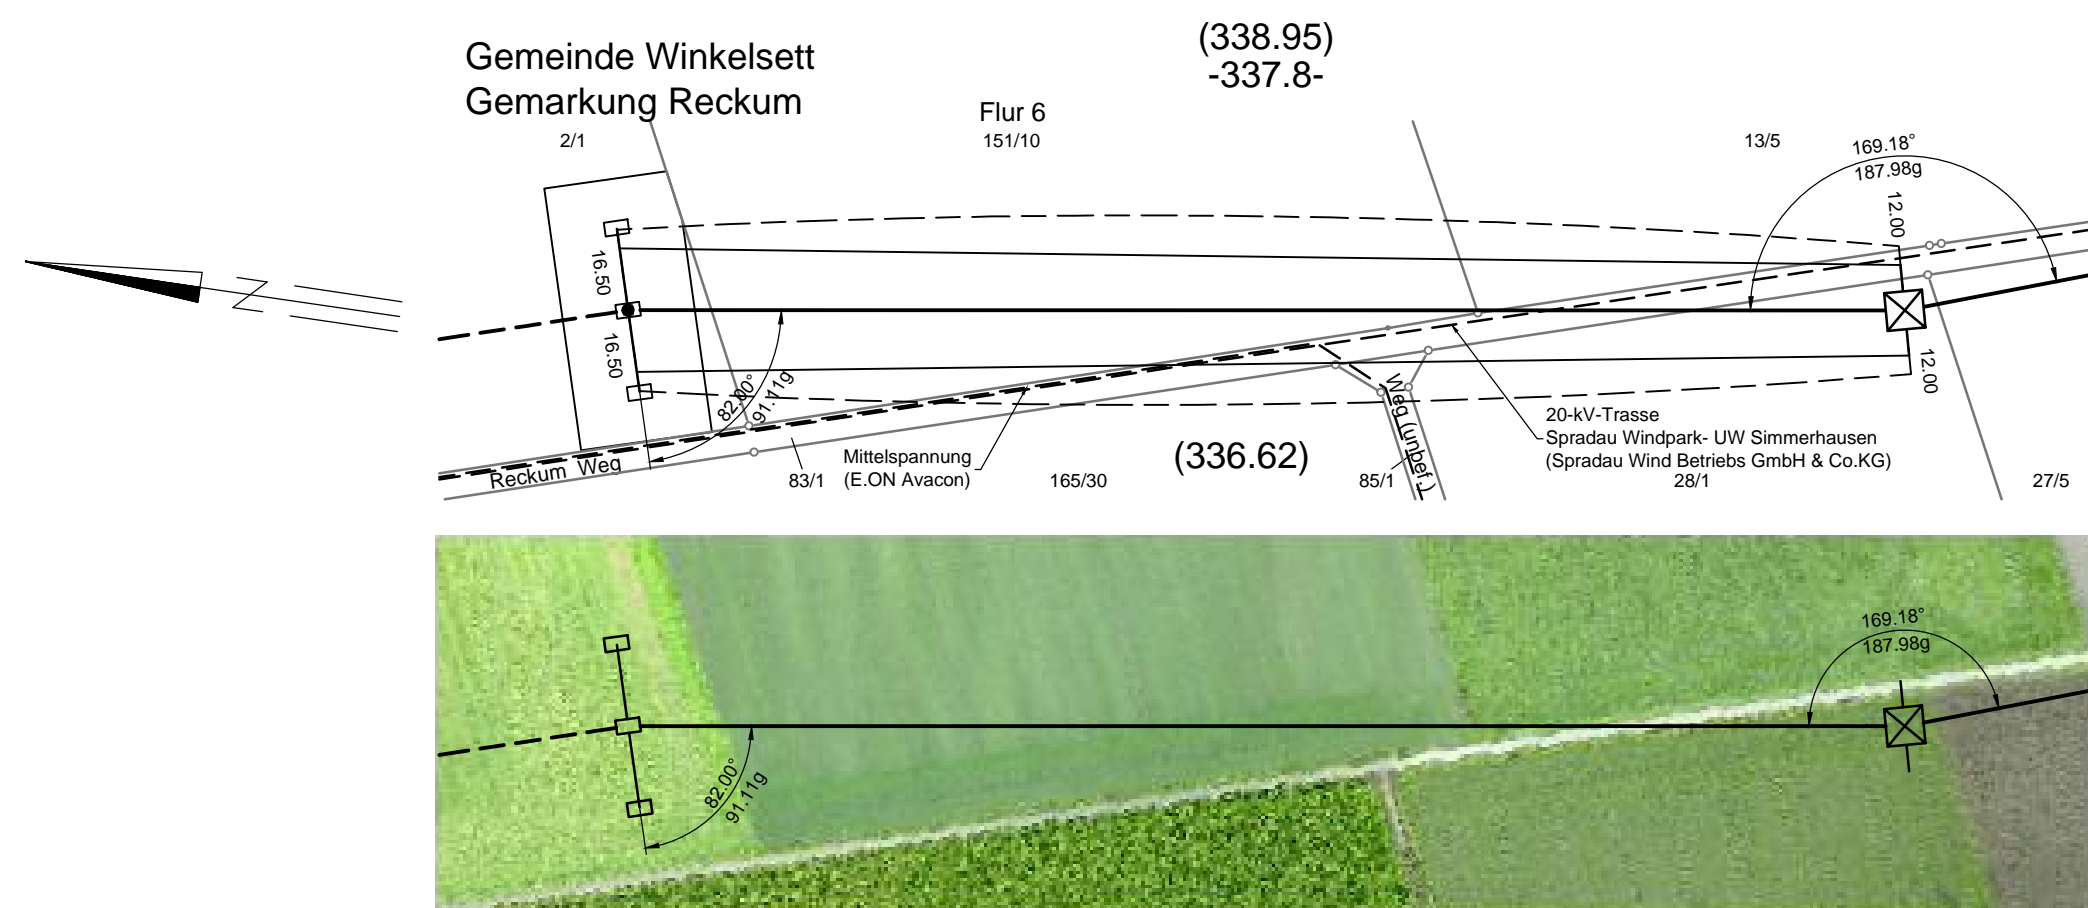 Gemeinde Winkelsett
Gemarkung Reckum
(338.95)
-337.8-
Flur 6
2/1
151/10
13/5
169.18°
187.98g
12.00
16.50
16.50
12.00
82.00°
91.11g
N
Reckum Weg
83/1
Mittelspannung
(E.ON Avacon)
165/30
(336.62)
85/1
Weg (unbef.)
20-kV-Trasse
Spradau Windpark- UW Simmerhausen
(Spradau Wind Betriebs GmbH & Co.KG)
28/1
27/5
169.18°
187.98g
82.00°
91.11g